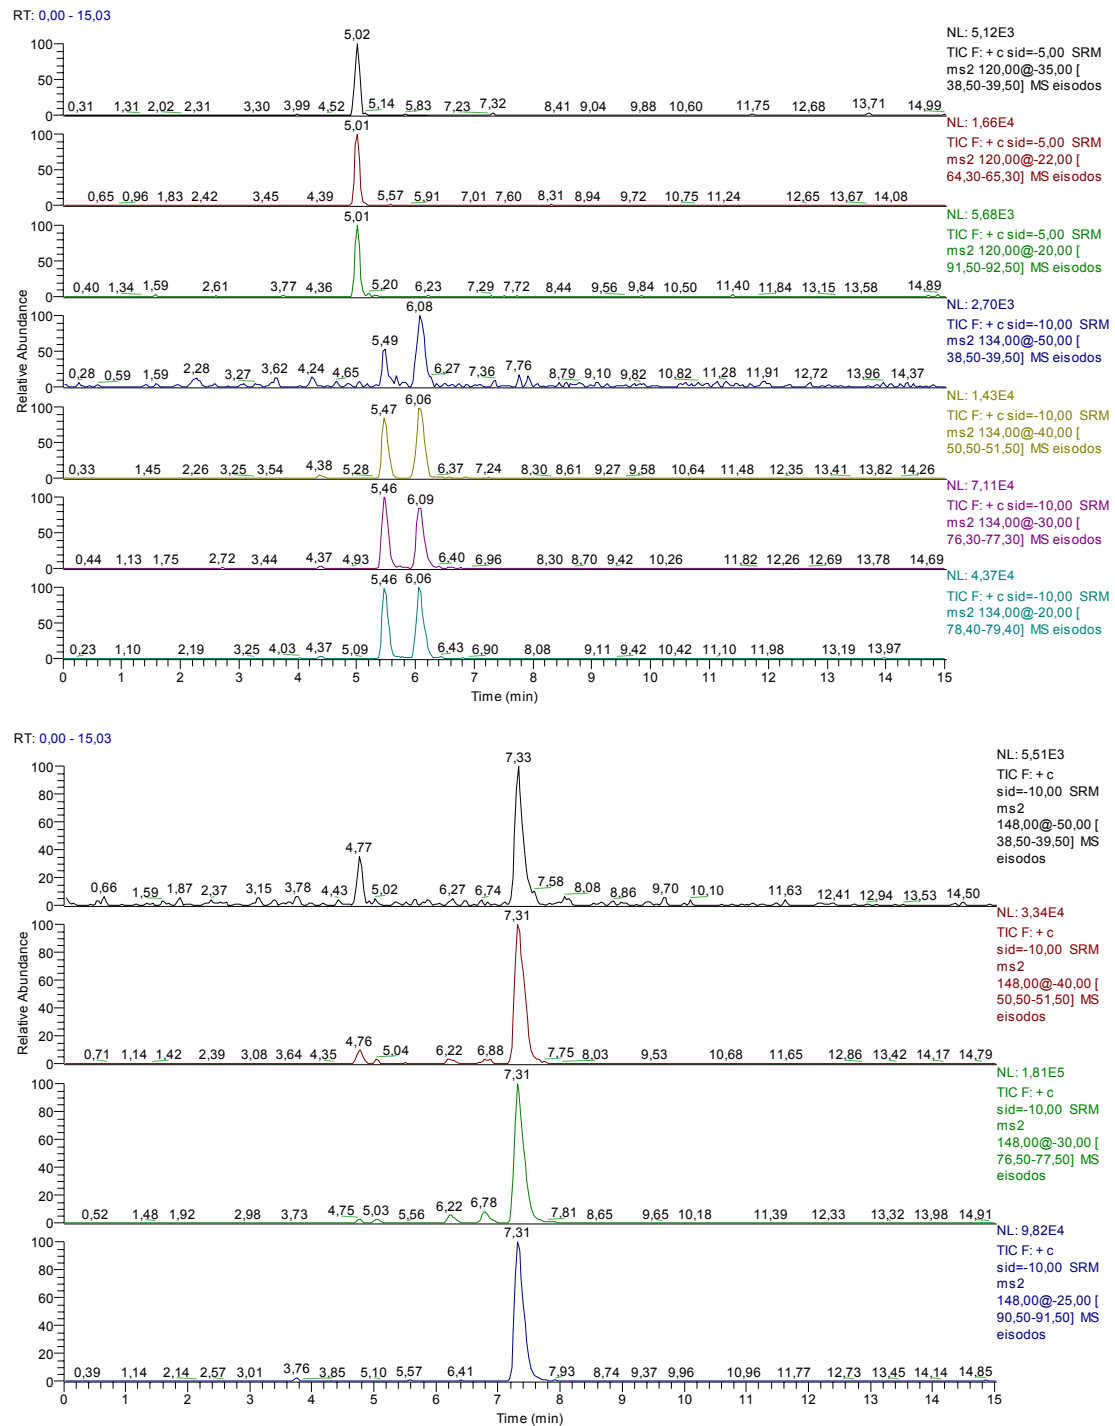 RT: 0,00 - 15,03
5,02
100
50
0
0,31 1,31 2,02 2,31 3,30 3,99 4,52 5,14 5,83 7,23 7,32 8,41 9,04 9,88 10,60 11,75 12,68 13,71 14,99
NL: 5,12E3
TIC F: + c sid=-5,00 SRM
ms2 120,00@-35,00 [
38,50-39,50] MS eisodos
5,01
100
50
0
0,65 0,96 1,83 2,42 3,45 4,39 5,57 5,91 7,01 7,60 8,31 8,94 9,72 10,75 11,24 12,65 13,67 14,08
NL: 1,66E4
TIC F: + c sid=-5,00 SRM
ms2 120,00@-22,00 [
64,30-65,30] MS eisodos
5,01
100
50
0
0,40 1,34 1,59 2,61 3,77 4,36 5,20 6,23 7,29 7,72 8,44 9,56 9,84 10,50 11,40 11,84 13,15 13,58 14,89
NL: 5,68E3
TIC F: + c sid=-5,00 SRM
ms2 120,00@-20,00 [
91,50-92,50] MS eisodos
Relative Abundance
6,08
5,49
100
50
0
0,28 0,59 1,59 2,28 3,27 3,62 4,24 4,65 6,27 7,36 7,76 8,79 9,10 9,82 10,82 11,28 11,91 12,72 13,96 14,37
NL: 2,70E3
TIC F: + c sid=-10,00 SRM
ms2 134,00@-50,00 [
38,50-39,50] MS eisodos
5,47 6,06
100
50
0
0,33 1,45 2,26 3,25 3,54 4,38 5,28 6,37 7,24 8,30 8,61 9,27 9,58 10,64 11,48 12,35 13,41 13,82 14,26
NL: 1,43E4
TIC F: + c sid=-10,00 SRM
ms2 134,00@-40,00 [
50,50-51,50] MS eisodos
5,46 6,09
100
50
0
0,44 1,13 1,75 2,72 3,44 4,37 4,93 6,40 6,96 8,30 8,70 9,42 10,26 11,82 12,26 12,69 13,78 14,69
NL: 7,11E4
TIC F: + c sid=-10,00 SRM
ms2 134,00@-30,00 [
76,30-77,30] MS eisodos
5,46 6,06
100
50
0
0,23 1,10 2,19 3,25 4,03 4,37 5,09 6,43 6,90 8,08 9,11 9,42 10,42 11,10 11,98 13,19 13,97
NL: 4,37E4
TIC F: + c sid=-10,00 SRM
ms2 134,00@-20,00 [
78,40-79,40] MS eisodos
0 1 2 3 4 5 6 7 8 9 10 11 12 13 14 15
Time (min)
RT: 0,00 - 15,03
7,33
4,77
100
80
60
40
20
0
0,66 1,59 1,87 2,37 3,15 3,78 4,43 5,02 6,27 6,74 7,58 8,08 8,86 9,70 10,10 11,63 12,41 12,94 13,53 14,50
NL: 5,51E3
TIC F: + c
sid=-10,00 SRM
ms2
148,00@-50,00 [
38,50-39,50] MS
eisodos
7,31
100
80
60
40
20
0
0,71 1,14 1,42 2,39 3,08 3,64 4,35 4,76 5,04 6,22 6,88 7,75 8,03 9,53 10,68 11,65 12,86 13,42 14,17 14,79
NL: 3,34E4
TIC F: + c
sid=-10,00 SRM
ms2
148,00@-40,00 [
50,50-51,50] MS
eisodos
Relative Abundance
7,31
100
80
60
40
20
0
0,52 1,48 1,92 2,98 3,73 4,75 5,03 5,56 6,22 6,78 7,81 8,65 9,65 10,18 11,39 12,33 13,32 13,98 14,91
NL: 1,81E5
TIC F: + c
sid=-10,00 SRM
ms2
148,00@-30,00 [
76,50-77,50] MS
eisodos
7,31
100
80
60
40
20
0
0,39 1,14 2,14 2,57 3,01 3,76 3,85 5,10 5,57 6,41 7,93 8,74 9,37 9,96 10,96 11,77 12,73 13,45 14,14 14,85
NL: 9,82E4
TIC F: + c
sid=-10,00 SRM
ms2
148,00@-25,00 [
90,50-91,50] MS
eisodos
0 1 2 3 4 5 6 7 8 9 10 11 12 13 14 15
Time (min)